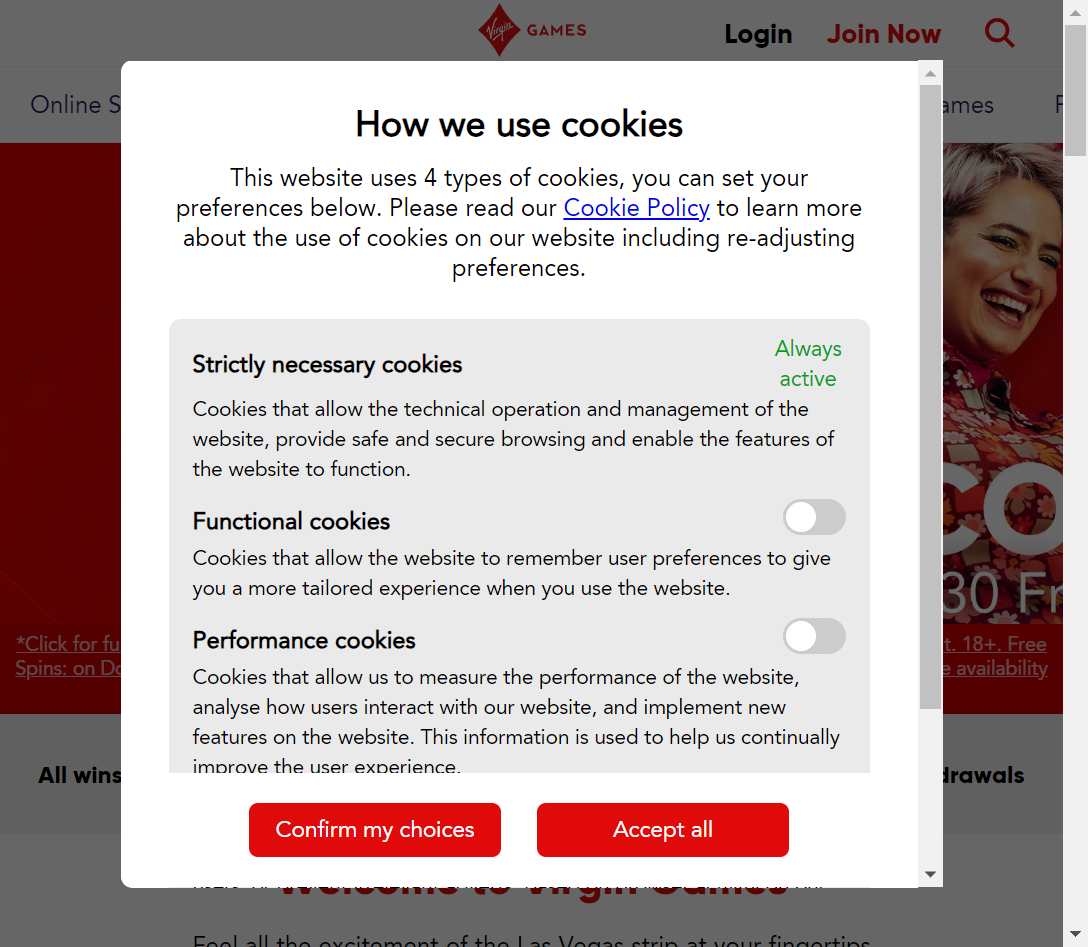 Virgin GAMES
Login Join Now
Online S
ames F
How we use cookies
This website uses 4 types of cookies, you can set your
preferences below. Please read our Cookie Policy to learn more
about the use of cookies on our website including re-adjusting
preferences.
Strictly necessary cookies
Always
active
Cookies that allow the technical operation and management of the
website, provide safe and secure browsing and enable the features of
the website to function.
Functional cookies
Cookies that allow the website to remember user preferences to give
you a more tailored experience when you use the website.
Performance cookies
Cookies that allow us to measure the performance of the website,
analyse how users interact with our website, and implement new
features on the website. This information is used to help us continually
improve the user experience.
CO
30 Fr
*Click for fu
t. 18+. Free
Spins: on Do
e availability
All wins
drawals
Confirm my choices
Accept all
Welcome to Virgin Games
Feel all the excitement of the Las Vegas strip at your fingertips